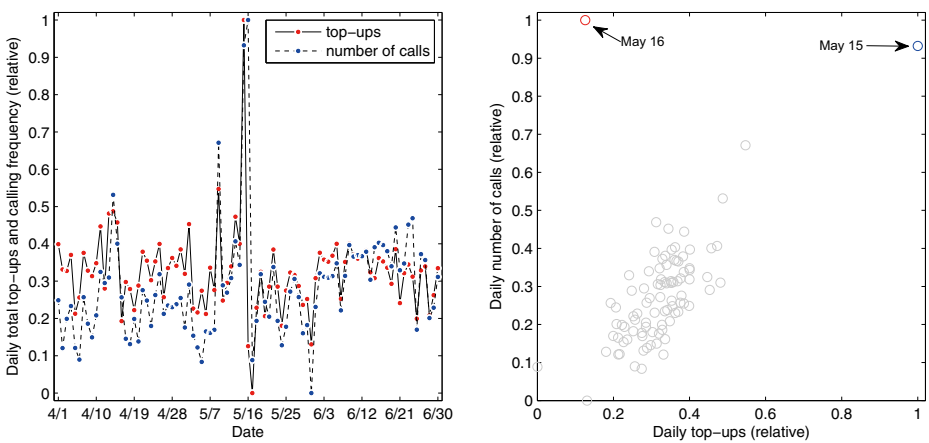 Daily total top-ups and calling frequency (relative)
1
0.9
0.8
0.7
0.6
0.5
0.4
0.3
0.2
0.1
0
top-ups
number of calls
4/1 4/10 4/19 4/28 5/7 5/16 5/25 6/3 6/12 6/21 6/30
Date
Daily number of calls (relative)
1
0.9
0.8
0.7
0.6
0.5
0.4
0.3
0.2
0.1
0
May 16
May 15
0 0.2 0.4 0.6 0.8 1
Daily top-ups (relative)